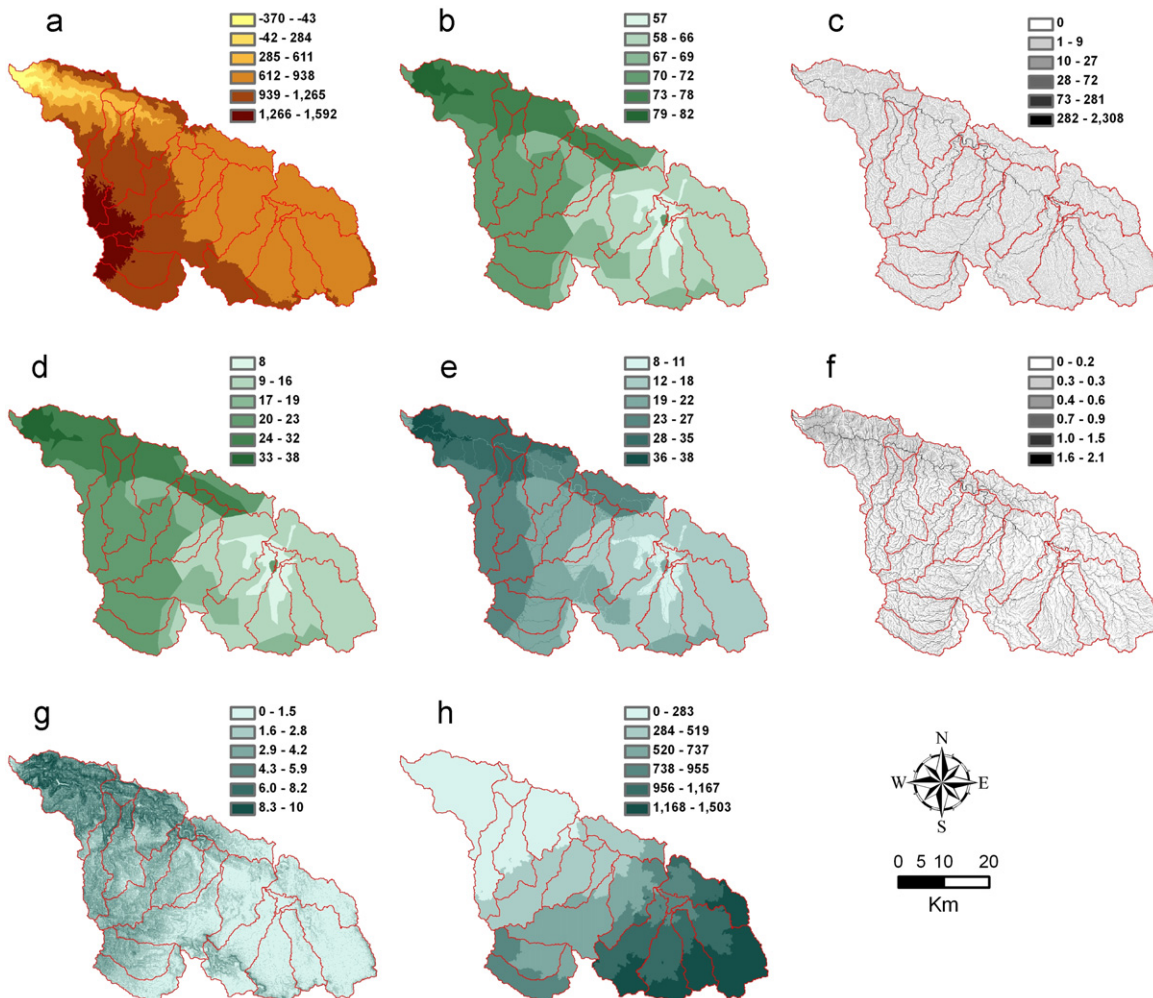 a
-370 - -43
-42 - 284
285 - 611
612 - 938
939 - 1,265
1,266 - 1,592
b
57
58 - 66
67 - 69
70 - 72
73 - 78
79 - 82
c
0
1 - 9
10 - 27
28 - 72
73 - 281
282 - 2,308
d
8
9 - 16
17 - 19
20 - 23
24 - 32
33 - 38
e
8 - 11
12 - 18
19 - 22
23 - 27
28 - 35
36 - 38
f
0 - 0.2
0.3 - 0.3
0.4 - 0.6
0.7 - 0.9
1.0 - 1.5
1.6 - 2.1
g
0 - 1.5
1.6 - 2.8
2.9 - 4.2
4.3 - 5.9
6.0 - 8.2
8.3 - 10
h
0 - 283
284 - 519
520 - 737
738 - 955
956 - 1,167
1,168 - 1,503
N
W E
S
0 5 10 20
Km